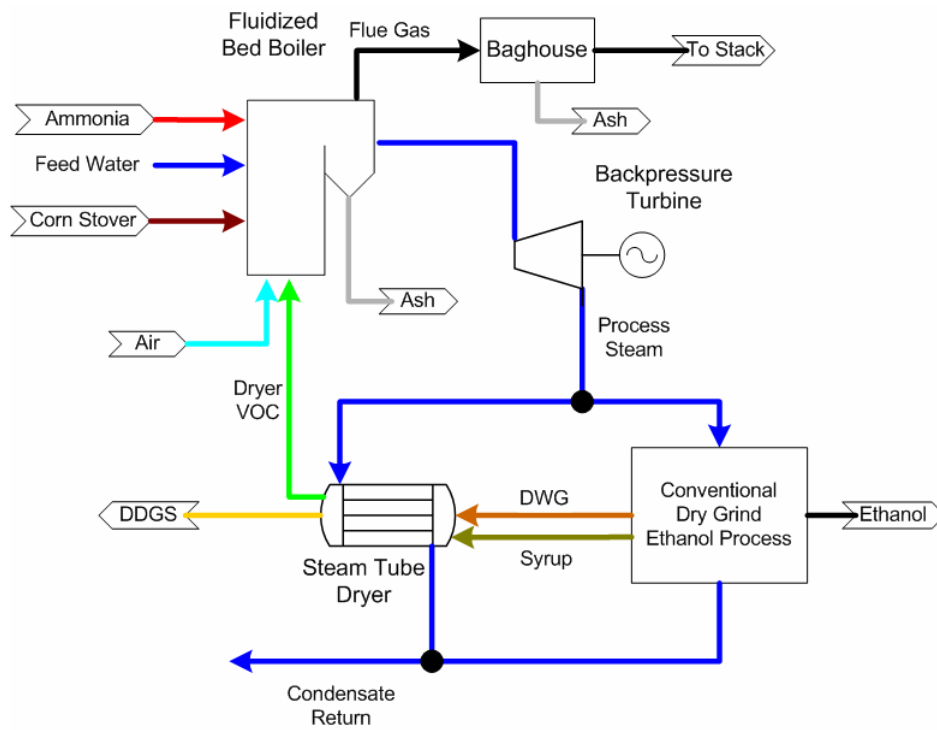 Fluidized
Bed Boiler
Flue Gas
Baghouse
To Stack
Ash
Ammonia
Feed Water
Corn Stover
Backpressure
Turbine
Ash
Air
Process
Steam
Dryer
VOC
DDGS
DWG
Syrup
Conventional
Dry Grind
Ethanol Process
Ethanol
Steam Tube
Dryer
Condensate
Return